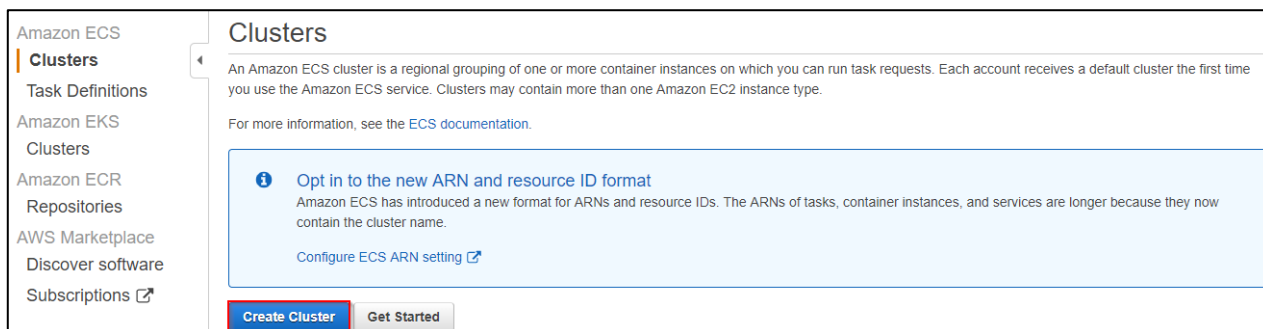 Amazon ECS
Clusters
Task Definitions
Amazon EKS
Clusters
Amazon ECR
Repositories
AWS Marketplace
Discover software
Subscriptions
Clusters
An Amazon ECS cluster is a regional grouping of one or more container instances on which you can run task requests. Each account receives a default cluster the first time
you use the Amazon ECS service. Clusters may contain more than one Amazon EC2 instance type.
For more information, see the ECS documentation.
Opt in to the new ARN and resource ID format
Amazon ECS has introduced a new format for ARNs and resource IDs. The ARNs of tasks, container instances, and services are longer because they now
contain the cluster name.
Configure ECS ARN setting
Create Cluster Get Started